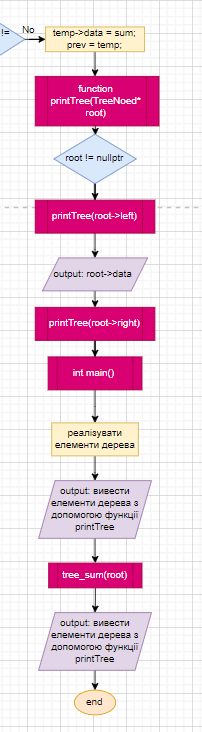 !=
No
temp->data = sum;
prev = temp;
function
printTree(TreeNoed*
root)
root != nullptr
printTree(root->left)
output: root->data
printTree(root->right)
int main()
реалізувати
елементи дерева
output: вивести
елементи дерева з
допомогою функції
printTree
tree_sum(root)
output: вивести
елементи дерева з
допомогою функції
printTree
end